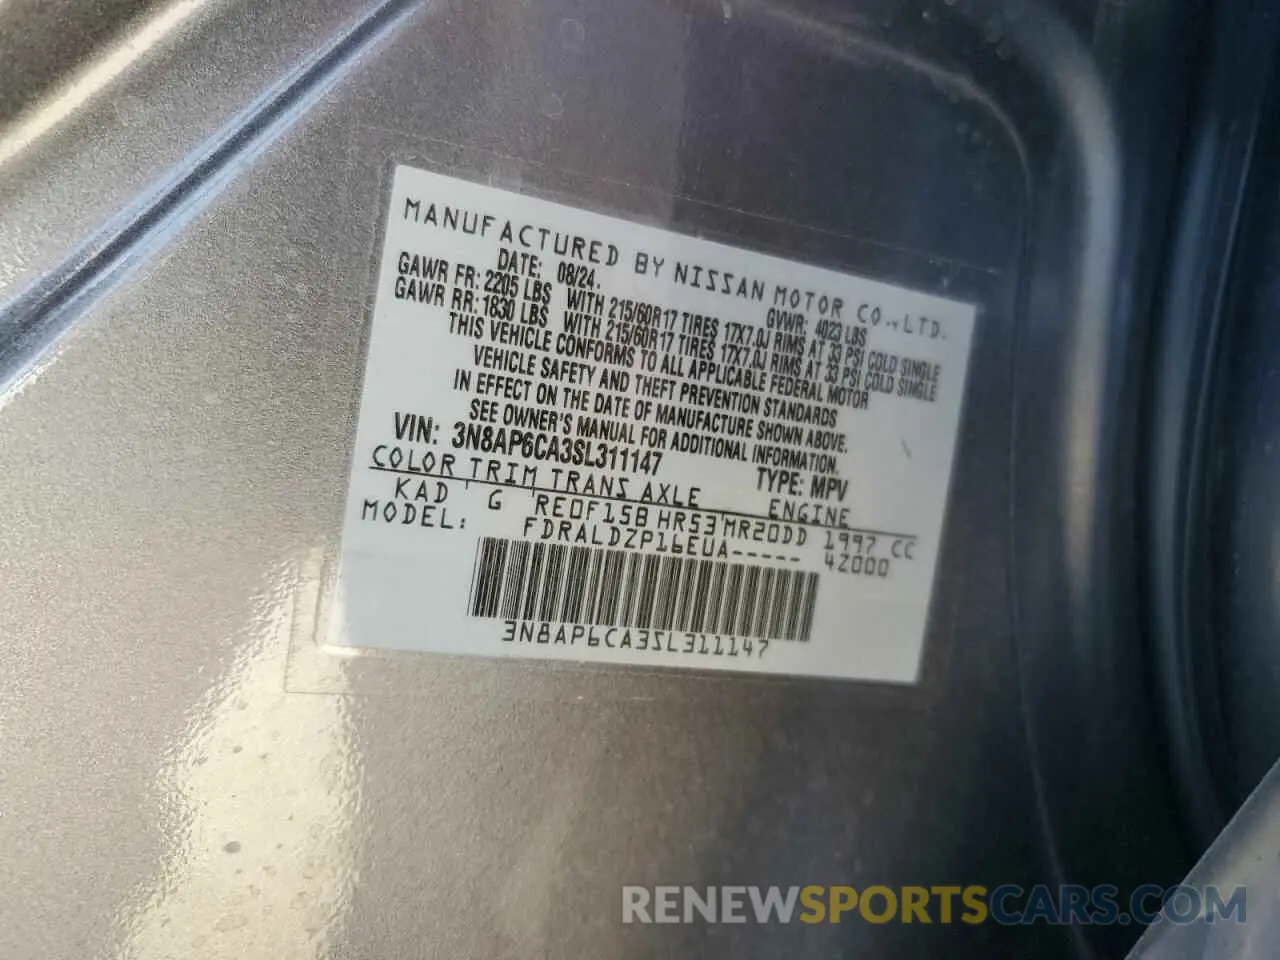 MANUFACTURED BY NISSAN MOTOR CO.,LTD.
DATE: 08/24. GVWR: 4023 LBS
GAWR FR: 2205 LBS WITH 215/60R17 TIRES 17X7.0J RIMS AT 33 PSI COLD SINGLE
GAWR RR: 1830 LBS WITH 215/60R17 TIRES 17X7.0J RIMS AT 33 PSI COLD SINGLE
THIS VEHICLE CONFORMS TO ALL APPLICABLE FEDERAL MOTOR
VEHICLE SAFETY AND THEFT PREVENTION STANDARDS
IN EFFECT ON THE DATE OF MANUFACTURE SHOWN ABOVE.
SEE OWNER'S MANUAL FOR ADDITIONAL INFORMATION.
VIN: 3N8AP6CA3SL311147 TYPE: MPV
COLOR TRIM TRANS AXLE ENGINE
KAD G RE0F15B HR53 MR20DD 1997 CC
MODEL: FDRALDZP16EUA----- 42000
3N8AP6CA3SL311147
RENEWSPORTSCARS.COM